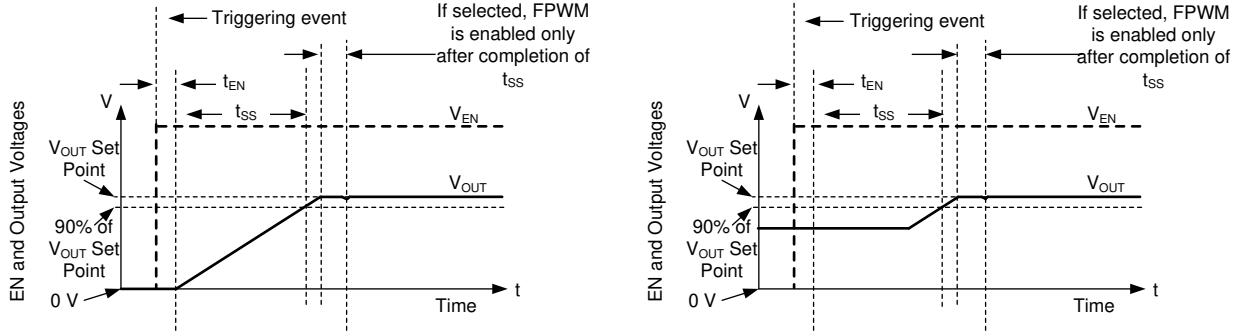 Triggering event
If selected, FPWM
is enabled only
after completion of
tSS
tEN
V
tSS
VEN
VOUT Set
Point
VOUT
90% of
VOUT Set
Point
0 V
t
Time
EN and Output Voltages
Triggering event
If selected, FPWM
is enabled only
after completion of
tSS
tEN
V
tSS
VEN
VOUT Set
Point
VOUT
90% of
VOUT Set
Point
0 V
t
Time
EN and Output Voltages